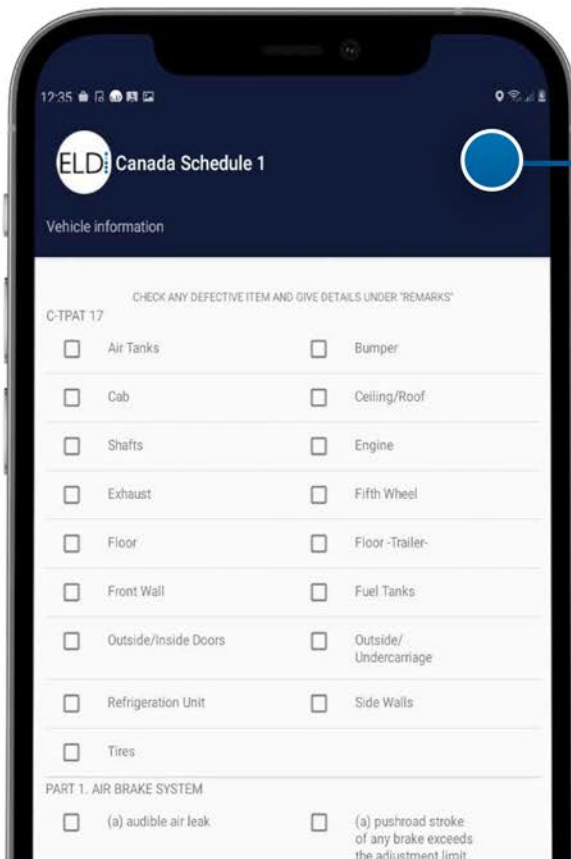 12:35
ELD Canada Schedule 1
Vehicle information
CHECK ANY DEFECTIVE ITEM AND GIVE DETAILS UNDER "REMARKS"
C-TPAT 17
Air Tanks Bumper
Cab Ceiling/Roof
Shafts Engine
Exhaust Fifth Wheel
Floor Floor -Trailer-
Front Wall Fuel Tanks
Outside/Inside Doors Outside/
Undercarriage
Refrigeration Unit Side Walls
Tires
PART 1. AIR BRAKE SYSTEM
(a) audible air leak (a) pushroad stroke
of any brake exceeds
the adjustment limit